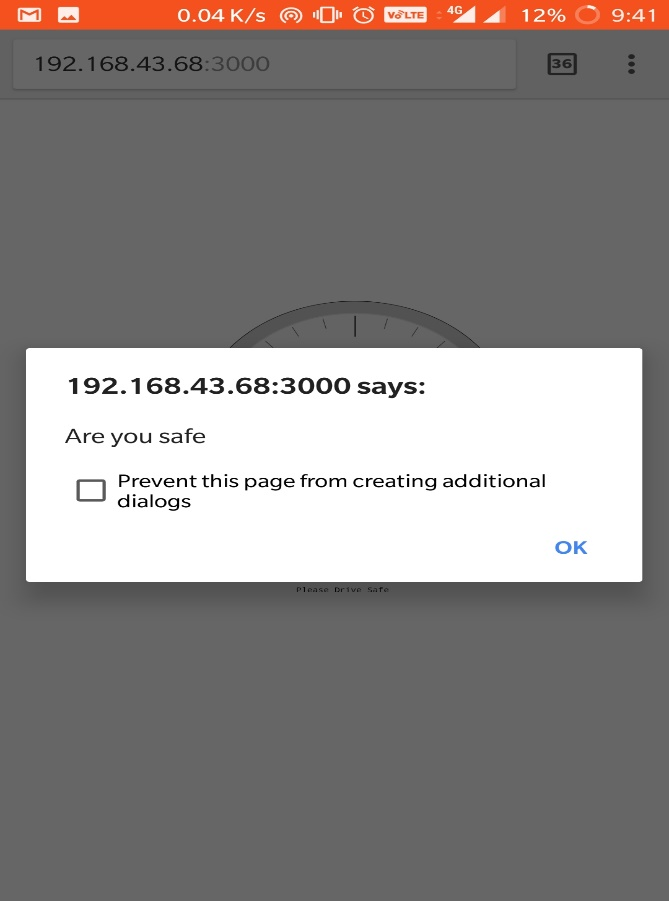 0.04 K/s VoLTE 4G 12% 9:41
192.168.43.68:3000 36
192.168.43.68:3000 says:
Are you safe
Prevent this page from creating additional
dialogs
OK
Please Drive Safe